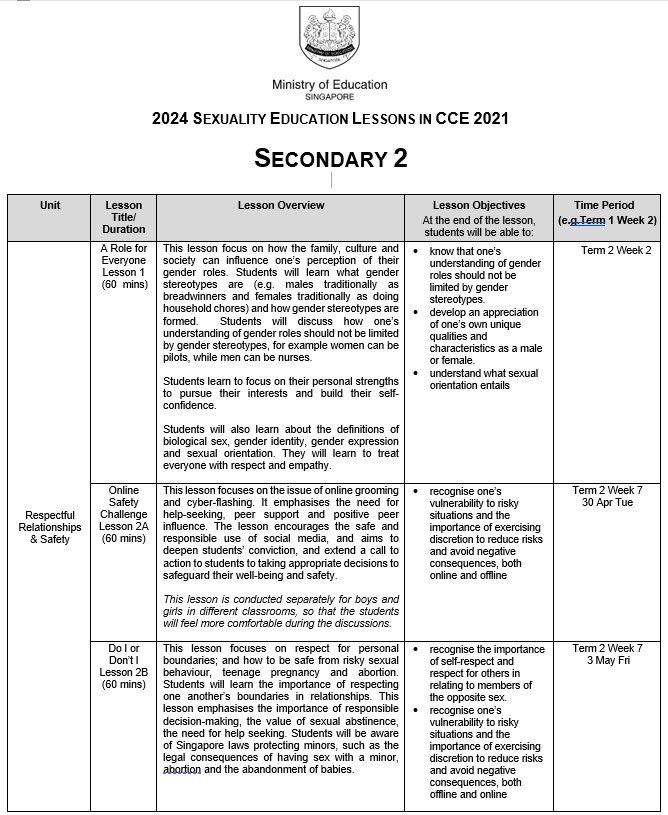 Ministry of Education
SINGAPORE
2024 SEXUALITY EDUCATION LESSONS IN CCE 2021
SECONDARY 2
Unit
Lesson
Title/
Duration
Lesson Overview
Lesson Objectives
At the end of the lesson,
students will be able to:
Time Period
(e.g.Term 1 Week 2)
Respectful
Relationships
& Safety
A Role for
Everyone
Lesson 1
(60 mins)
This lesson focus on how the family, culture and
society can influence one's perception of their
gender roles. Students will learn what gender
stereotypes are (e.g. males traditionally as
breadwinners and females traditionally as doing
household chores) and how gender stereotypes are
formed. Students will discuss how one's
understanding of gender roles should not be limited
by gender stereotypes, for example women can be
pilots, while men can be nurses.
Students learn to focus on their personal strengths
to pursue their interests and build their self-
confidence.
Students will also learn about the definitions of
biological sex, gender identity, gender expression
and sexual orientation. They will learn to treat
everyone with respect and empathy.
• know that one's
understanding of gender
roles should not be
limited by gender
stereotypes.
• develop an appreciation
of one's own unique
qualities and
characteristics as a male
or female.
• understand what sexual
orientation entails
Term 2 Week 2
Online
Safety
Challenge
Lesson 2A
(60 mins)
This lesson focuses on the issue of online grooming
and cyber-flashing. It emphasises the need for
help-seeking, peer support and positive peer
influence. The lesson encourages the safe and
responsible use of social media, and aims to
deepen students' conviction, and extend a call to
action to students to taking appropriate decisions to
safeguard their well-being and safety.
This lesson is conducted separately for boys and
girls in different classrooms, so that the students
will feel more comfortable during the discussions.
• recognise one's
vulnerability to risky
situations and the
importance of exercising
discretion to reduce risks
and avoid negative
consequences, both
online and offline
Term 2 Week 7
30 Apr Tue
Do I or
Don't I
Lesson 2B
(60 mins)
This lesson focuses on respect for personal
boundaries; and how to be safe from risky sexual
behaviour, teenage pregnancy and abortion.
Students will learn the importance of respecting
one another's boundaries in relationships. This
lesson emphasises the importance of responsible
decision-making, the value of sexual abstinence,
the need for help seeking. Students will be aware
of Singapore laws protecting minors, such as the
legal consequences of having sex with a minor,
abortion and the abandonment of babies.
• recognise the importance
of self-respect and
respect for others in
relating to members of
the opposite sex.
• recognise one's
vulnerability to risky
situations and the
importance of exercising
discretion to reduce risks
and avoid negative
consequences, both
offline and online
Term 2 Week 7
3 May Fri